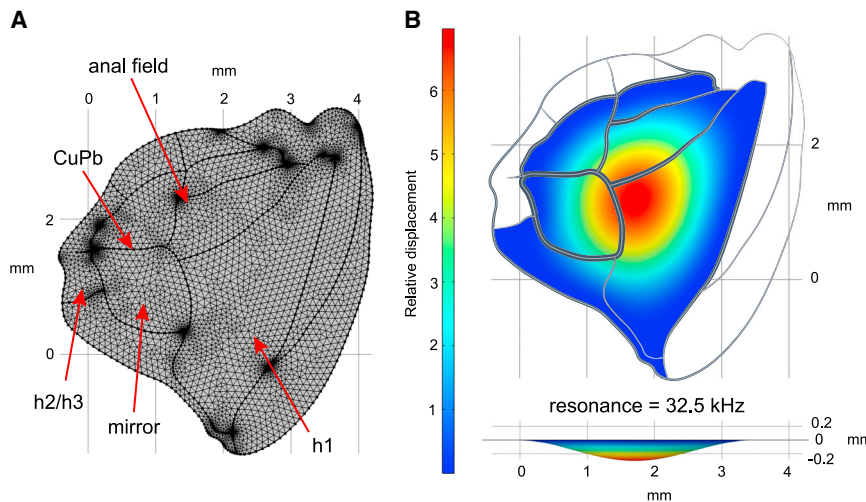 A
anal field
mm
0 1 2 3 4
CuPb
2
mm
0
h2/h3
mirror
h1
B
Relative displacement
6
5
4
3
2
1
2
mm
0
resonance = 32.5 kHz
0.2
0 mm
-0.2
0 1 2 3 4
mm